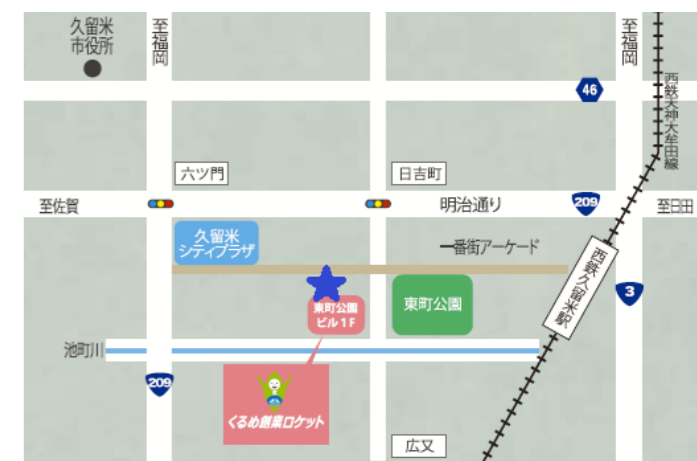 久留米
市役所
至福岡
至福岡
46
西鉄天神大牟田線
六ツ門
日吉町
至佐賀
明治通り
209
至日田
久留米
シティプラザ
一番街アーケード
西鉄久留米駅
3
東町公園
東町公園
ビル1F
池町川
209
くるめ創業ロケット
広又